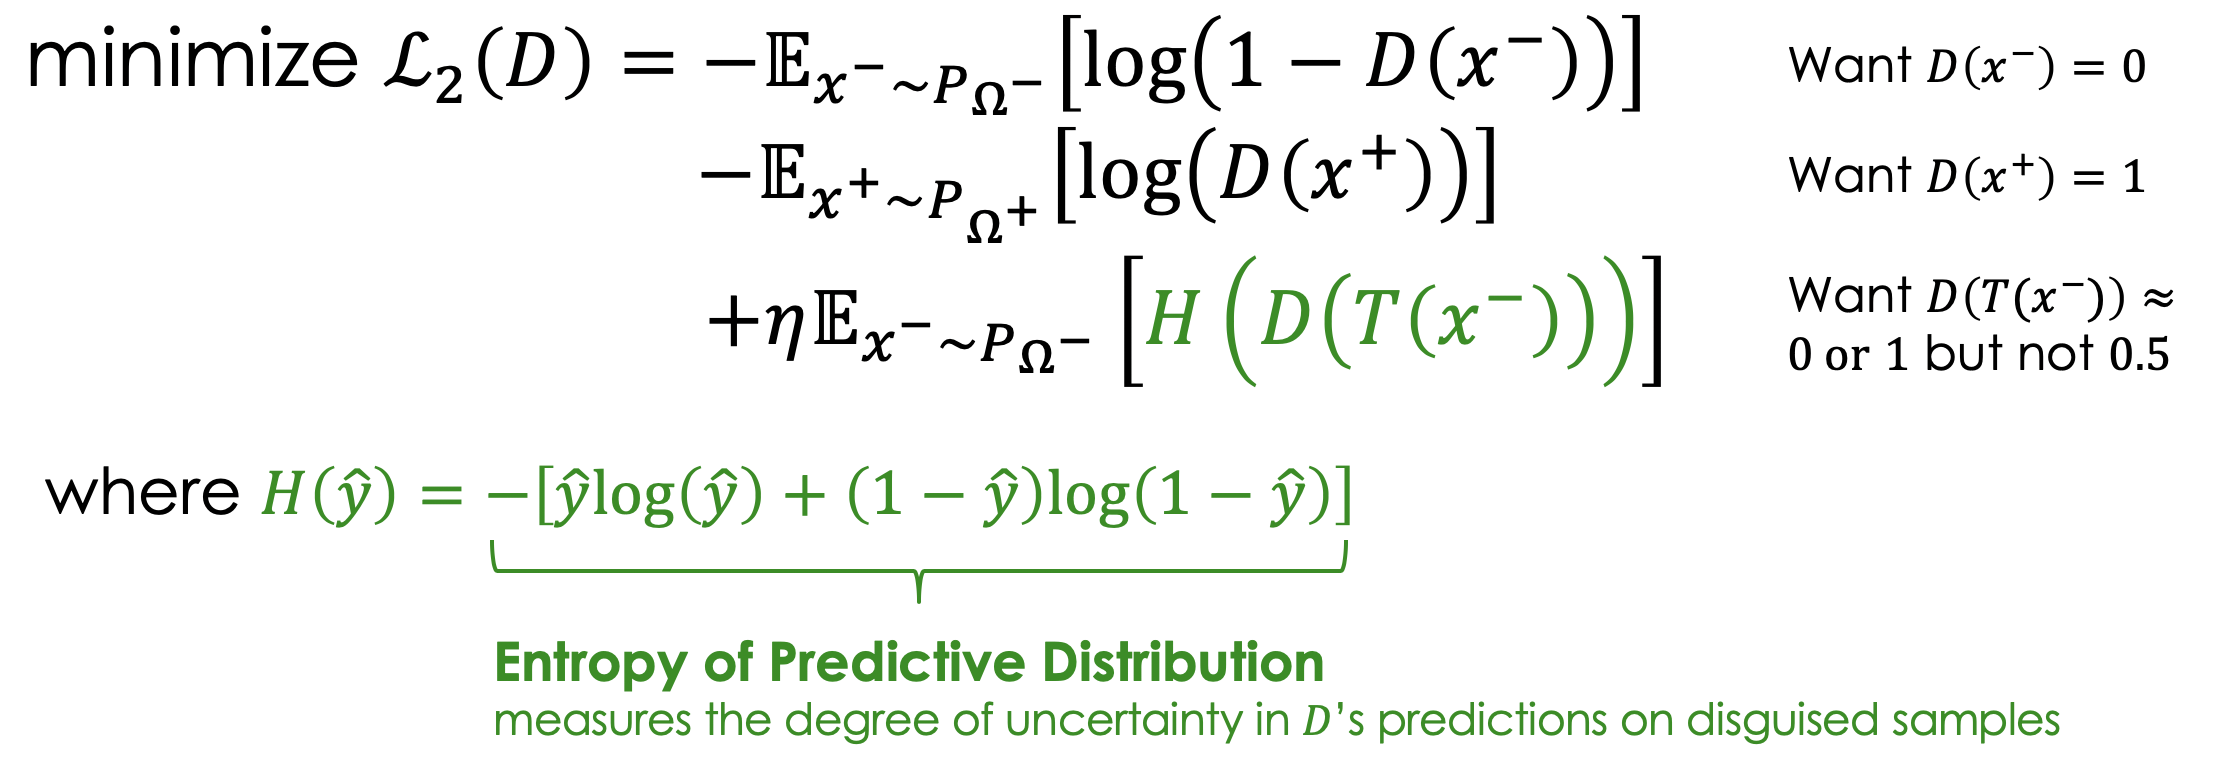 minimize ℒ₂(D) = −𝔼_{x⁻~P_{Ω⁻}}[log(1 − D(x⁻))] Want D(x⁻) = 0
−𝔼_{x⁺~P_{Ω⁺}}[log(D(x⁺))] Want D(x⁺) = 1
+η𝔼_{x⁻~P_{Ω⁻}}[H(D(T(x⁻)))] Want D(T(x⁻)) ≈
0 or 1 but not 0.5
where H(ŷ) = −[ŷlog(ŷ) + (1 − ŷ)log(1 − ŷ)]
Entropy of Predictive Distribution
measures the degree of uncertainty in D's predictions on disguised samples